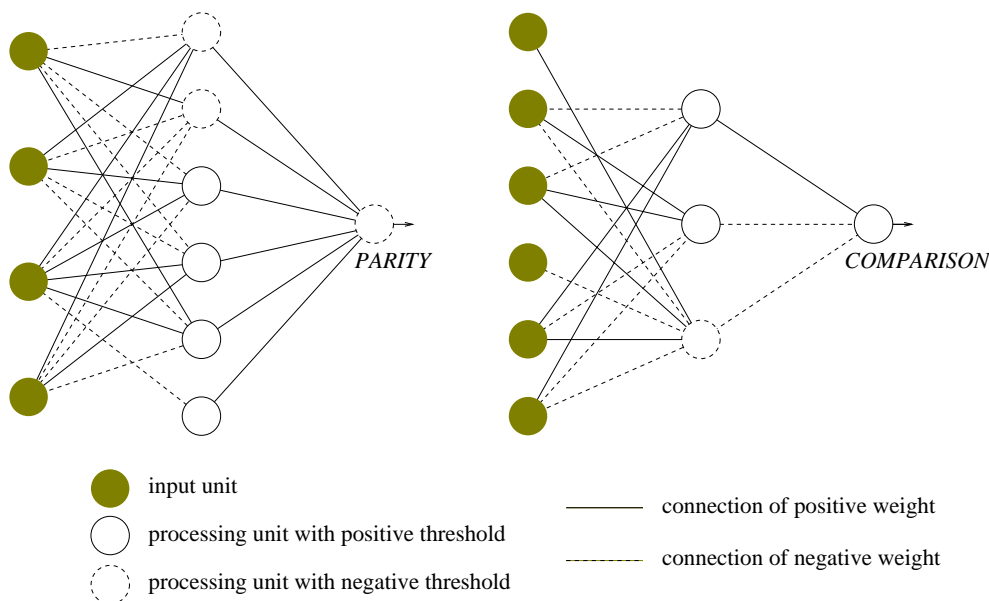 PARITY
COMPARISON
input unit
processing unit with positive threshold
processing unit with negative threshold
connection of positive weight
connection of negative weight